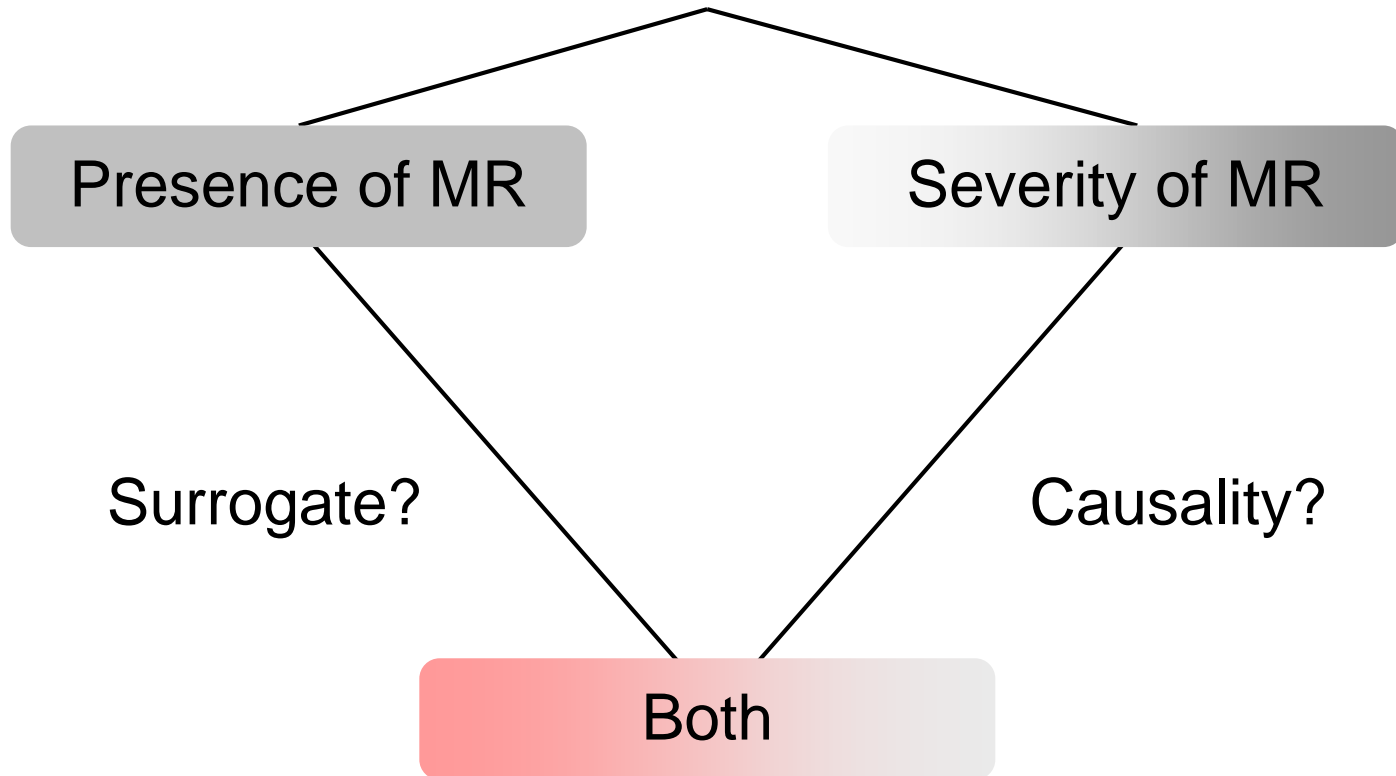 Presence of MR
Severity of MR
Surrogate?
Causality?
Both